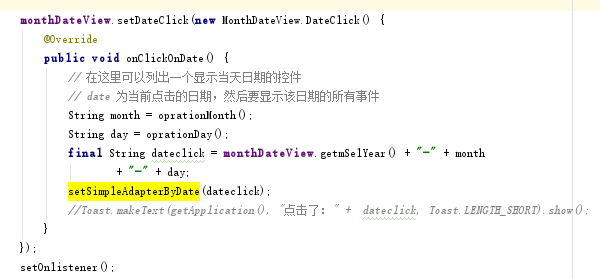 monthDateView.setDateClick(new MonthDateView.DateClick() {
@Override
public void onClickOnDate() {
// 在这里可以列出一个显示当天日期的控件
// date 为当前点击的日期，然后要显示该日期的所有事件
String month = oprationMonth();
String day = oprationDay();
final String dateclick = monthDateView.getmSelYear() + "-" + month
+ "-" + day;
setSimpleAdapterByDate(dateclick);
//Toast.makeText(getApplication(), "点击了：" + dateclick, Toast.LENGTH_SHORT).show();
}
});
setOnlistener();